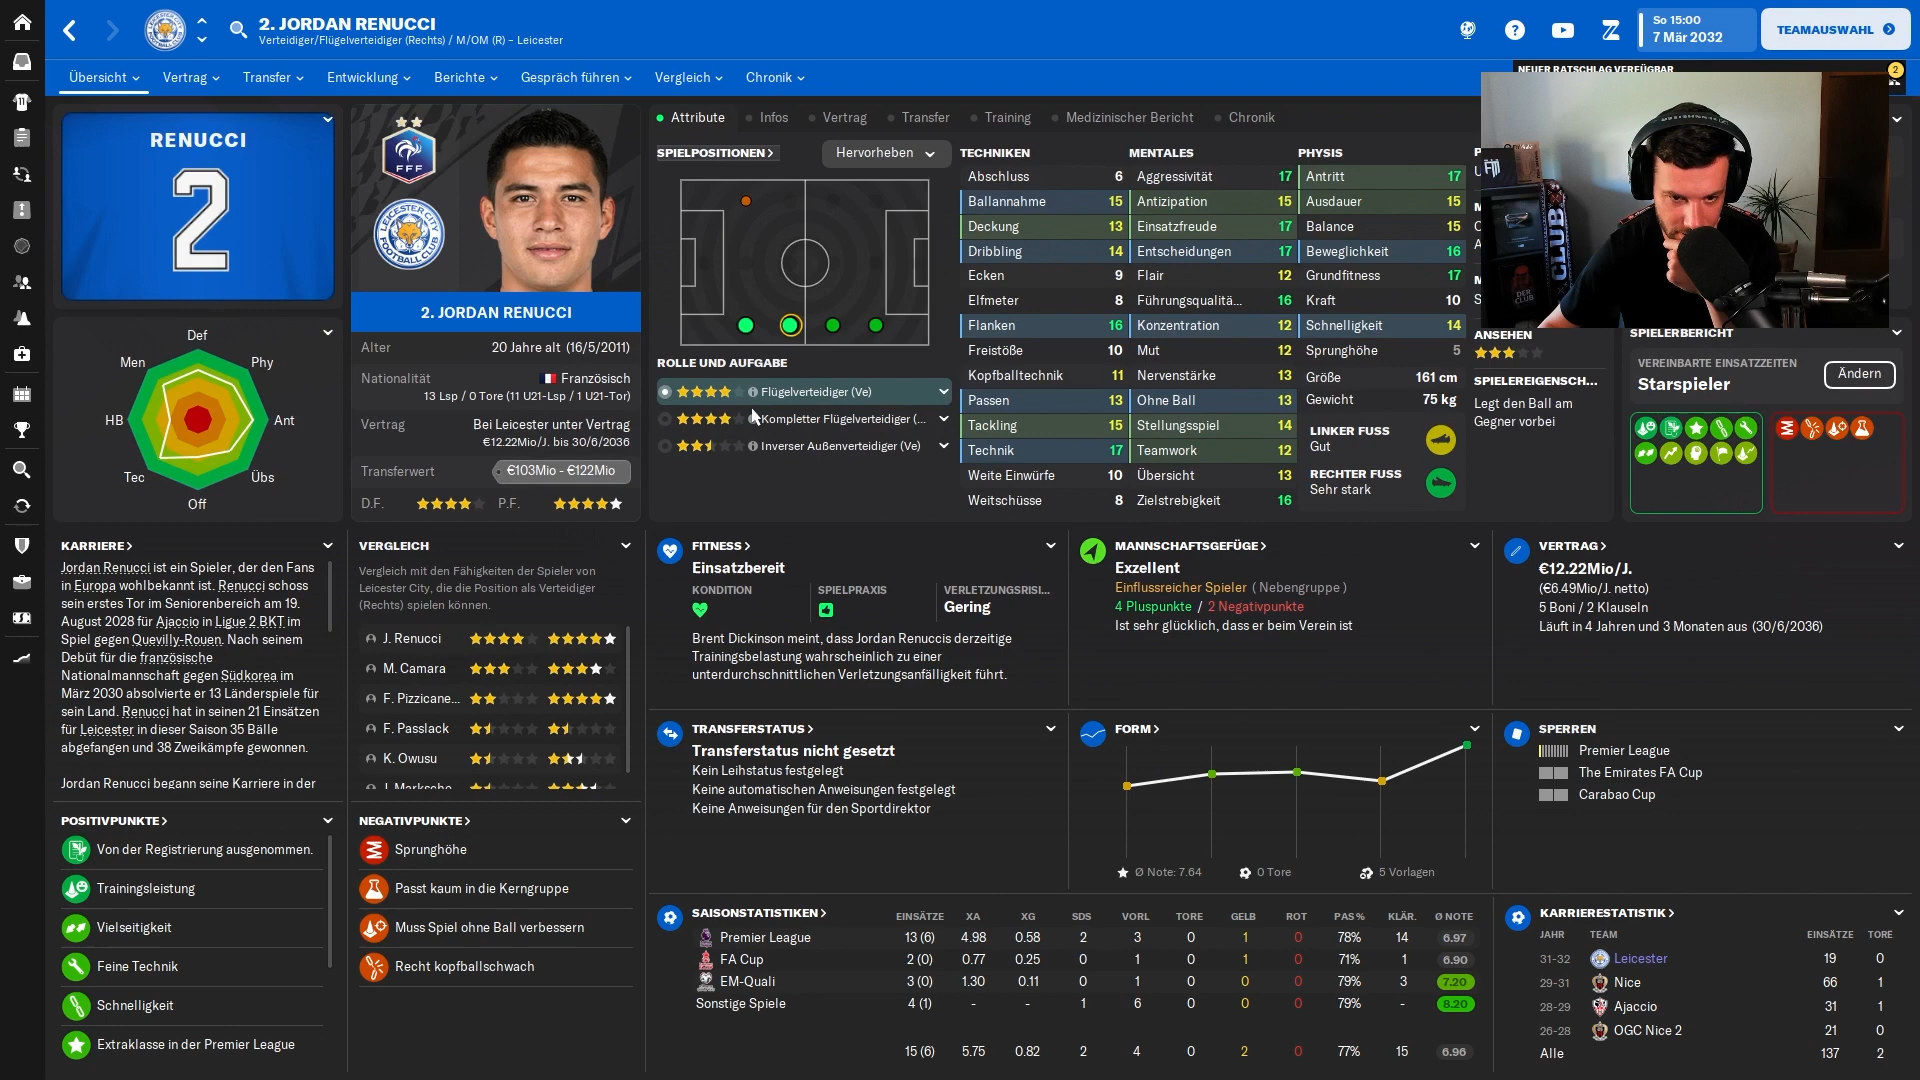 2. JORDAN RENUCCI
Verteidiger/Flügelverteidiger (Rechts) / M/OM (R) – Leicester
So 15:00
7 Mär 2032
TEAMAUSWAHL
Übersicht
Vertrag
Transfer
Entwicklung
Berichte
Gespräch führen
Vergleich
Chronik
NEUER RATSCHLAG VERFÜGBAR
2
RENUCCI
2
Def
Phy
Ant
Übs
Off
Tec
HB
Men
FFF
LEICESTER CITY
FOOTBALL CLUB
2. JORDAN RENUCCI
Alter 20 Jahre alt (16/5/2011)
Nationalität Französisch
13 Lsp / 0 Tore (11 U21-Lsp / 1 U21-Tor)
Vertrag Bei Leicester unter Vertrag
€12.22Mio/J. bis 30/6/2036
Transferwert €103Mio - €122Mio
D.F. P.F.
Attribute
Infos
Vertrag
Transfer
Training
Medizinischer Bericht
Chronik
SPIELPOSITIONEN
Hervorheben
ROLLE UND AUFGABE
Flügelverteidiger (Ve)
Kompletter Flügelverteidiger (...
Inverser Außenverteidiger (Ve)
TECHNIKEN
Abschluss 6
Ballannahme 15
Deckung 13
Dribbling 14
Ecken 9
Elfmeter 8
Flanken 16
Freistöße 10
Kopfballtechnik 11
Passen 13
Tackling 15
Technik 17
Weite Einwürfe 10
Weitschüsse 8
MENTALES
Aggressivität 17
Antizipation 15
Einsatzfreude 17
Entscheidungen 17
Flair 12
Führungsqualitä... 16
Konzentration 12
Mut 12
Nervenstärke 13
Ohne Ball 13
Stellungsspiel 14
Teamwork 12
Übersicht 13
Zielstrebigkeit 16
PHYSIS
Antritt 17
Ausdauer 15
Balance 15
Beweglichkeit 16
Grundfitness 17
Kraft 10
Schnelligkeit 14
Sprunghöhe 5
Größe 161 cm
Gewicht 75 kg
LINKER FUSS
Gut
RECHTER FUSS
Sehr stark
CLUB
DER
CLUB
ANSEHEN
SPIELEREIGENSCH...
Legt den Ball am
Gegner vorbei
SPIELERBERICHT
VEREINBARTE EINSATZZEITEN
Starspieler
Ändern
KARRIERE
Jordan Renucci ist ein Spieler, der den Fans
in Europa wohlbekannt ist. Renucci schoss
sein erstes Tor im Seniorenbereich am 19.
August 2028 für Ajaccio in Ligue 2 BKT im
Spiel gegen Quevilly-Rouen. Nach seinem
Debüt für die französische
Nationalmannschaft gegen Südkorea im
März 2030 absolvierte er 13 Länderspiele für
sein Land. Renucci hat in seinen 21 Einsätzen
für Leicester in dieser Saison 35 Bälle
abgefangen und 38 Zweikämpfe gewonnen.
Jordan Renucci begann seine Karriere in der
VERGLEICH
Vergleich mit den Fähigkeiten der Spieler von
Leicester City, die die Position als Verteidiger
(Rechts) spielen können.
J. Renucci
M. Camara
F. Pizzicane...
F. Passlack
K. Owusu
J. Marksche
FITNESS
Einsatzbereit
KONDITION
SPIELPRAXIS
VERLETZUNGSRISI...
Gering
Brent Dickinson meint, dass Jordan Renuccis derzeitige
Trainingsbelastung wahrscheinlich zu einer
unterdurchschnittlichen Verletzungsanfälligkeit führt.
MANNSCHAFTSGEFÜGE
Exzellent
Einflussreicher Spieler ( Nebengruppe )
4 Pluspunkte / 2 Negativpunkte
Ist sehr glücklich, dass er beim Verein ist
VERTRAG
€12.22Mio/J.
(€6.49Mio/J. netto)
5 Boni / 2 Klauseln
Läuft in 4 Jahren und 3 Monaten aus (30/6/2036)
TRANSFERSTATUS
Transferstatus nicht gesetzt
Kein Leihstatus festgelegt
Keine automatischen Anweisungen festgelegt
Keine Anweisungen für den Sportdirektor
FORM
Ø Note: 7.64
0 Tore
5 Vorlagen
SPERREN
Premier League
The Emirates FA Cup
Carabao Cup
POSITIVPUNKTE
Von der Registrierung ausgenommen.
Trainingsleistung
Vielseitigkeit
Feine Technik
Schnelligkeit
Extraklasse in der Premier League
NEGATIVPUNKTE
Sprunghöhe
Passt kaum in die Kerngruppe
Muss Spiel ohne Ball verbessern
Recht kopfballschwach
SAISONSTATISTIKEN EINSÄTZE XA XG SDS VORL TORE GELB ROT PAS% KLÄR. Ø NOTE
Premier League 13 (6) 4.98 0.58 2 3 0 1 0 78% 14 6.97
FA Cup 2 (0) 0.77 0.25 0 1 0 1 0 71% 1 6.90
EM-Quali 3 (0) 1.30 0.11 0 1 0 0 0 79% 3 7.20
Sonstige Spiele 4 (1) - - 1 6 0 0 0 79% - 8.20
15 (6) 5.75 0.82 2 4 0 2 0 77% 15 6.96
KARRIERESTATISTIK
JAHR TEAM EINSÄTZE TORE
31-32 Leicester 19 0
29-31 Nice 66 1
28-29 Ajaccio 31 1
26-28 OGC Nice 2 21 0
Alle 137 2